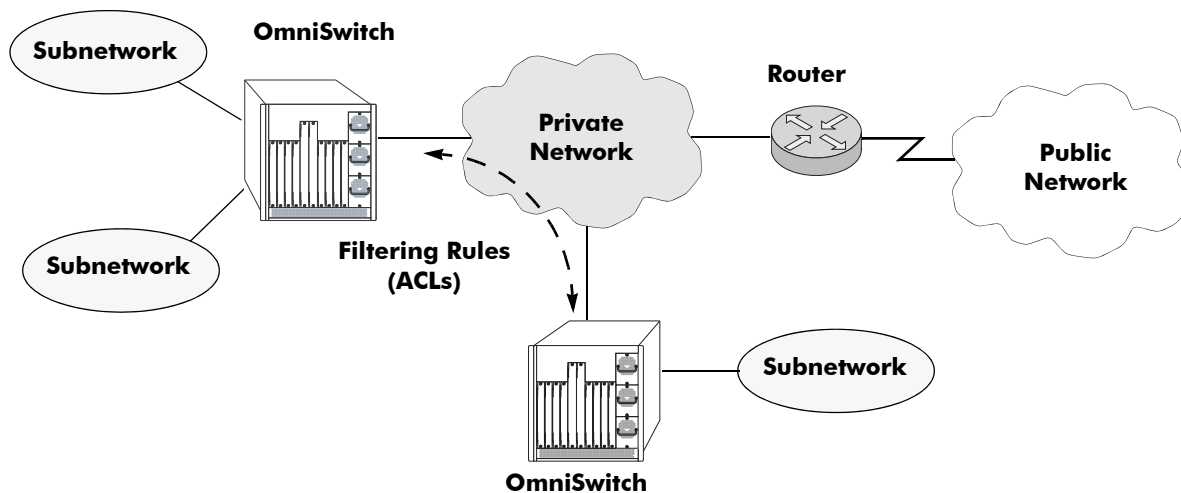 OmniSwitch
Subnetwork
Router
Private
Network
Public
Network
Subnetwork
Filtering Rules
(ACLs)
Subnetwork
OmniSwitch